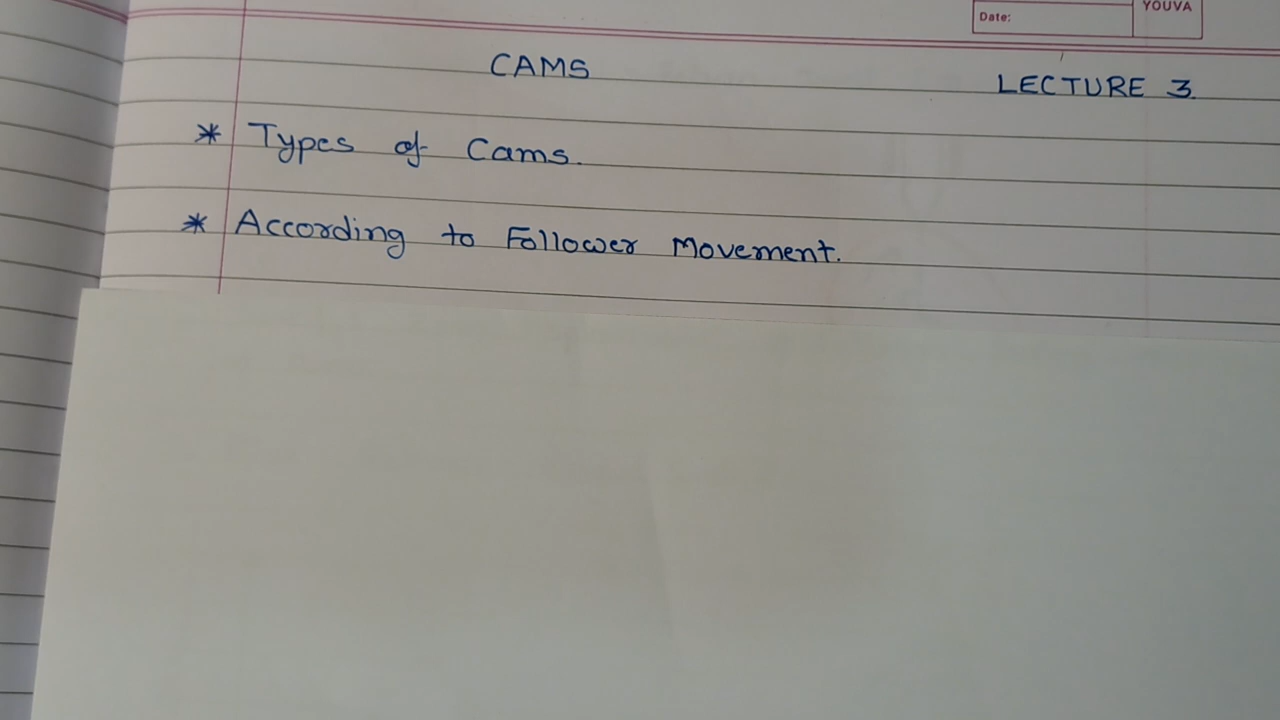 YOUVA
Date:
CAMS
LECTURE 3.
* Types of Cams.
* According to Follower Movement.